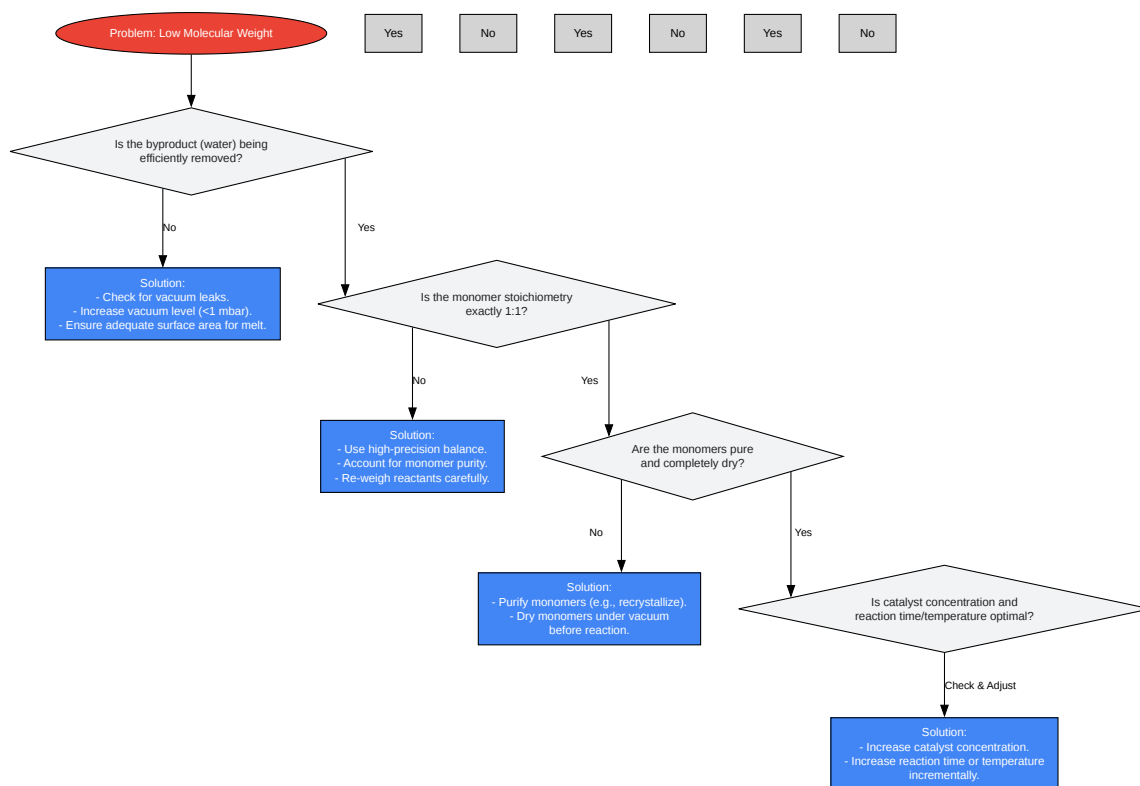 Problem: Low Molecular Weight
Yes
No
Yes
No
Yes
No
Is the byproduct (water) being
efficiently removed?
No
Yes
Solution:
- Check for vacuum leaks.
- Increase vacuum level (<1 mbar).
- Ensure adequate surface area for melt.
Is the monomer stoichiometry
exactly 1:1?
No
Yes
Solution:
- Use high-precision balance.
- Account for monomer purity.
- Re-weigh reactants carefully.
Are the monomers pure
and completely dry?
No
Yes
Solution:
- Purify monomers (e.g., recrystallize).
- Dry monomers under vacuum
before reaction.
Is catalyst concentration and
reaction time/temperature optimal?
Check & Adjust
Solution:
- Increase catalyst concentration.
- Increase reaction time or temperature
incrementally.